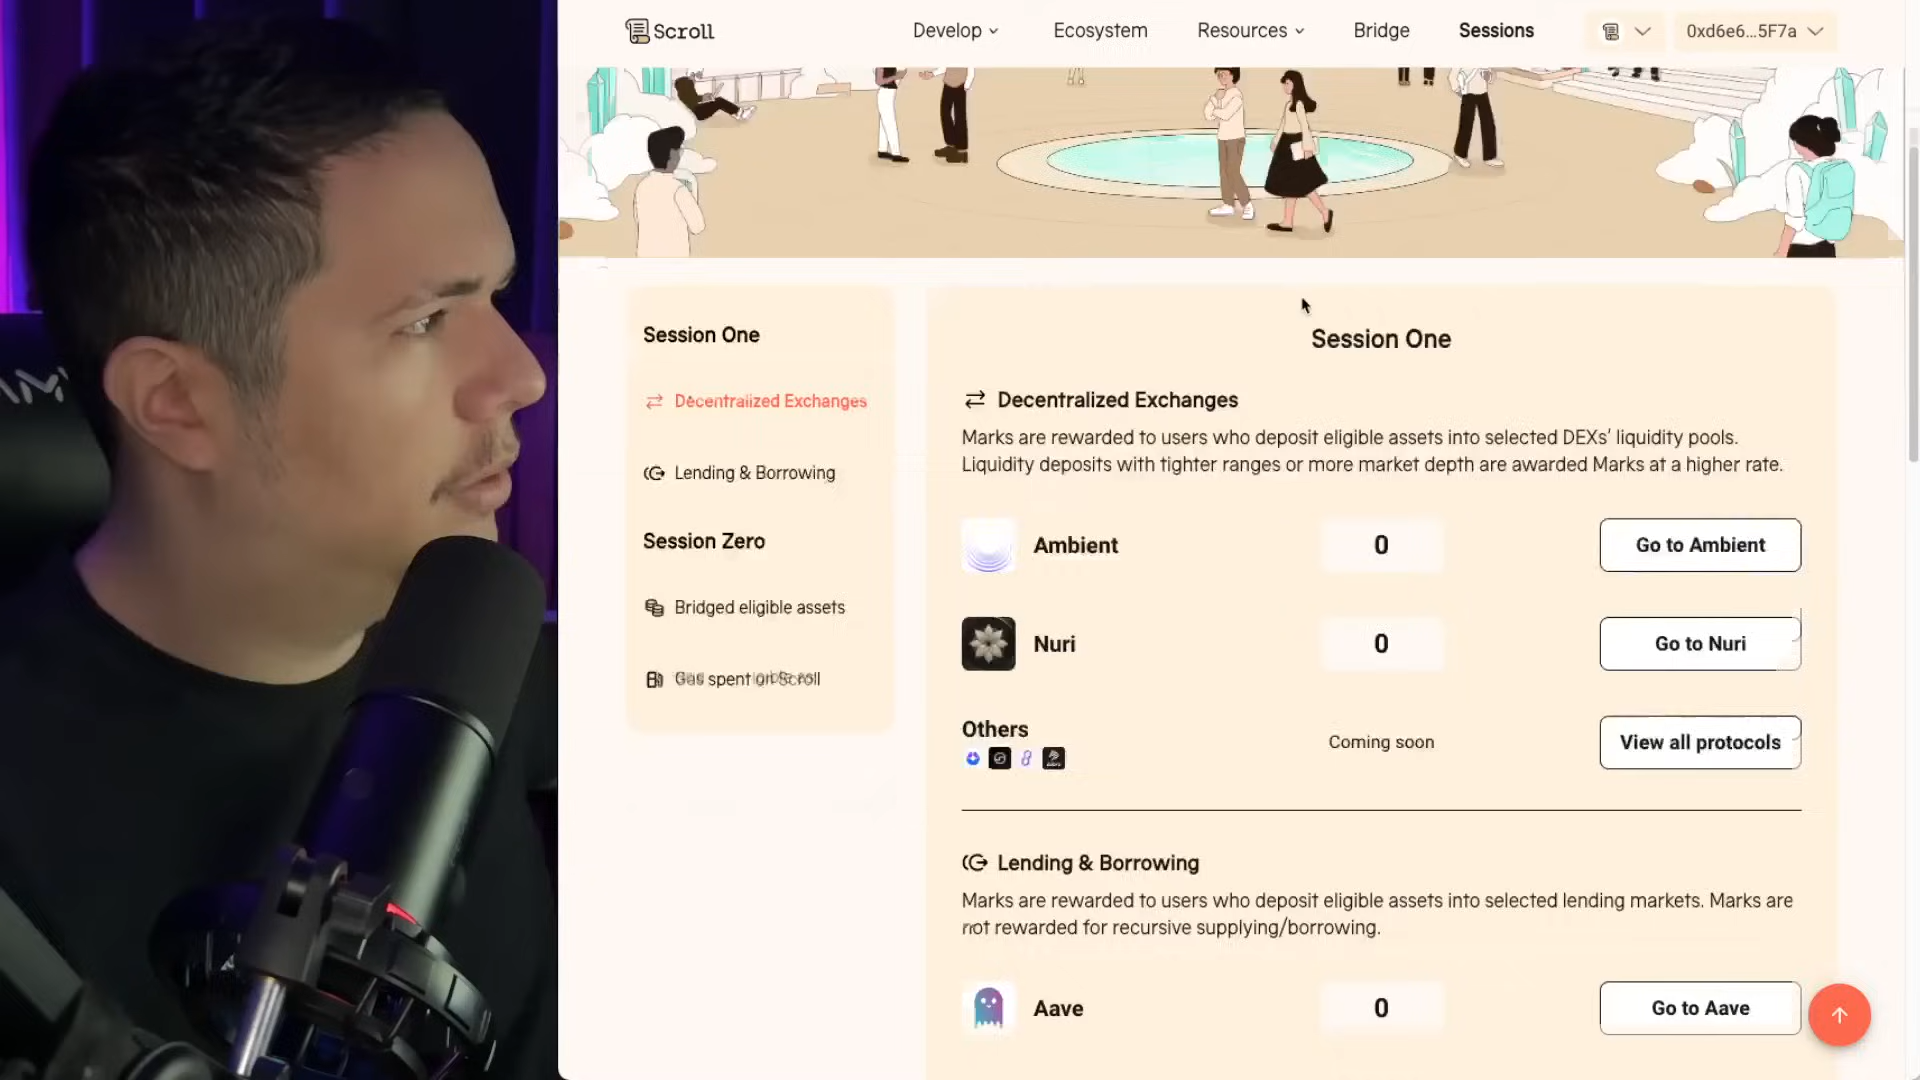 Scroll
Develop
Ecosystem
Resources
Bridge
Sessions
0xd6e6...5F7a
Session One
Decentralized Exchanges
Lending & Borrowing
Session Zero
Bridged eligible assets
Gas spent on Scroll
Session One
Decentralized Exchanges
Marks are rewarded to users who deposit eligible assets into selected DEXs' liquidity pools.
Liquidity deposits with tighter ranges or more market depth are awarded Marks at a higher rate.
Ambient
0
Go to Ambient
Nuri
0
Go to Nuri
Others
Coming soon
View all protocols
Lending & Borrowing
Marks are rewarded to users who deposit eligible assets into selected lending markets. Marks are
not rewarded for recursive supplying/borrowing.
Aave
0
Go to Aave